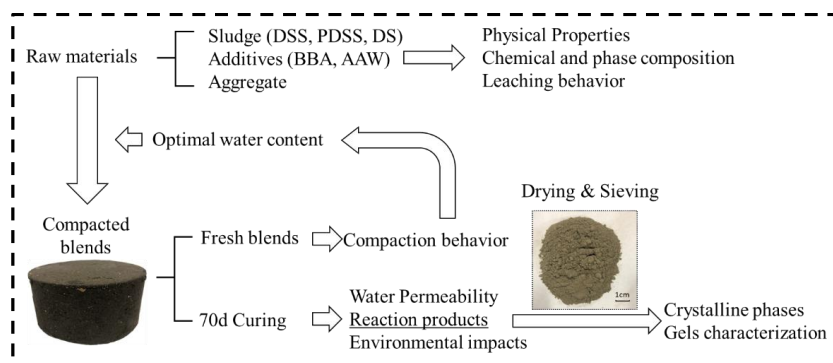 Raw materials
Sludge (DSS, PDSS, DS)
Additives (BBA, AAW)
Aggregate
Physical Properties
Chemical and phase composition
Leaching behavior
Optimal water content
Compacted
blends
Fresh blends
Compaction behavior
Drying & Sieving
1cm
70d Curing
Water Permeability
Reaction products
Environmental impacts
Crystalline phases
Gels characterization